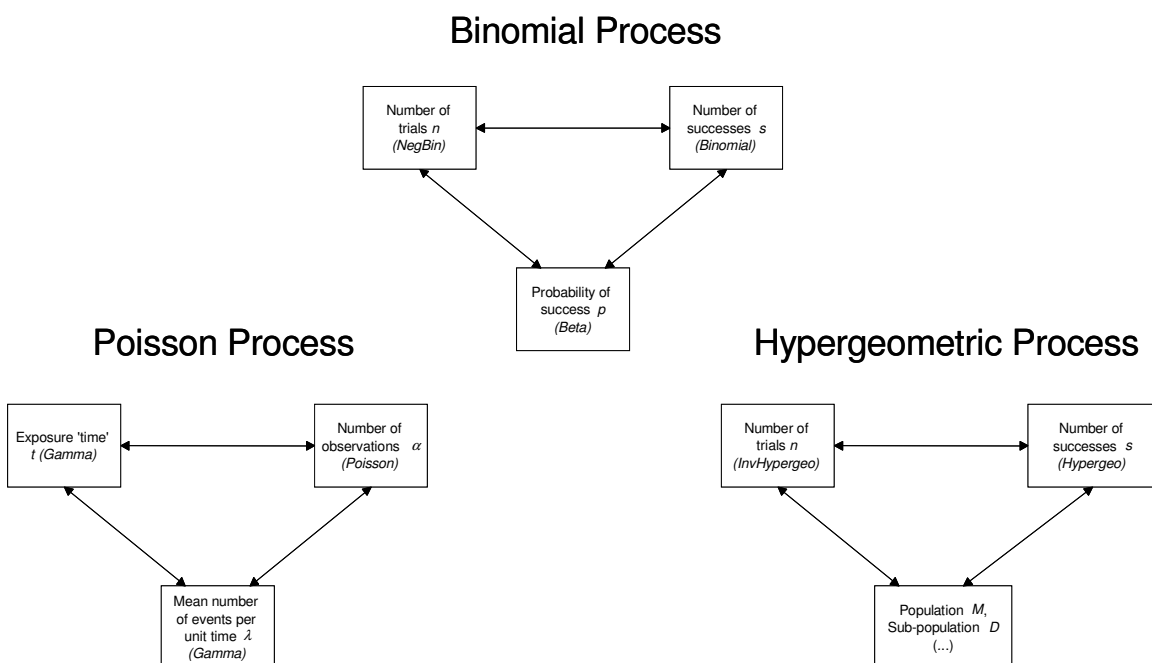 Binomial Process
Number of
trials n
(NegBin)
Number of
successes s
(Binomial)
Probability of
success p
(Beta)
Poisson Process
Exposure 'time'
t (Gamma)
Number of
observations α
(Poisson)
Mean number
of events per
unit time λ
(Gamma)
Hypergeometric Process
Number of
trials n
(InvHypergeo)
Number of
successes s
(Hypergeo)
Population M,
Sub-population D
(...)